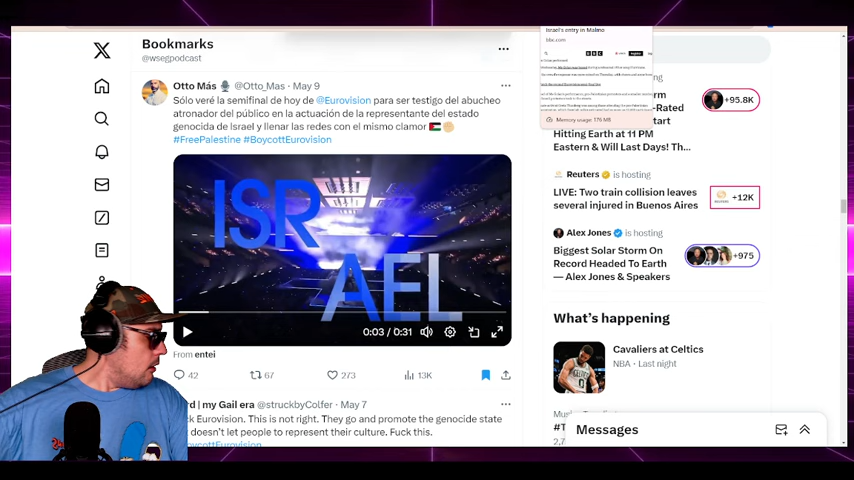 Bookmarks
@wsegpodcast
Otto Más @Otto_Mas · May 9
Sólo veré la semifinal de hoy de @Eurovision para ser testigo del abucheo
atronador del público en la actuación de la representante del estado
genocida de Israel y llenar las redes con el mismo clamor
#FreePalestine #BoycottEurovision
ISR
AEL
0:03 / 0:31
From entei
42
67
273
13K
rd | my Gail era @struckbyColfer · May 7
ck Eurovision. This is not right. They go and promote the genocide state
doesn't let people to represent their culture. Fuck this.
oycottEurovision
Israel's entry in Malmo
bbc.com
BBC
Memory usage: 176 MB
orm
+95.8K
-Rated
tart
Hitting Earth at 11 PM
Eastern & Will Last Days! Th...
Reuters is hosting
LIVE: Two train collision leaves
several injured in Buenos Aires
+12K
Alex Jones is hosting
Biggest Solar Storm On
Record Headed To Earth
— Alex Jones & Speakers
+975
What's happening
Cavaliers at Celtics
NBA · Last night
Messages